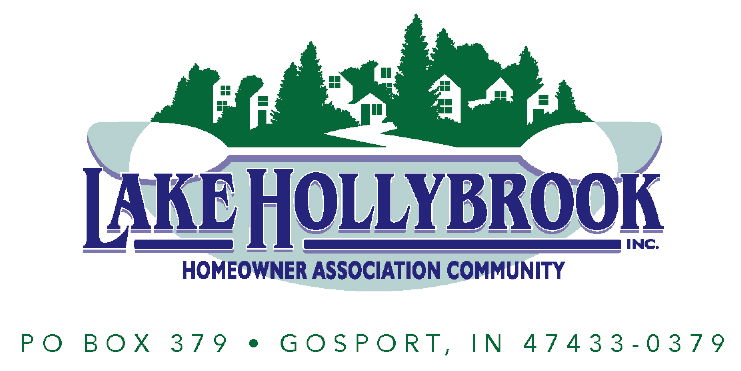 LAKE HOLLYBROOK
INC.
HOMEOWNER ASSOCIATION COMMUNITY
PO BOX 379 • GOSPORT, IN 47433-0379